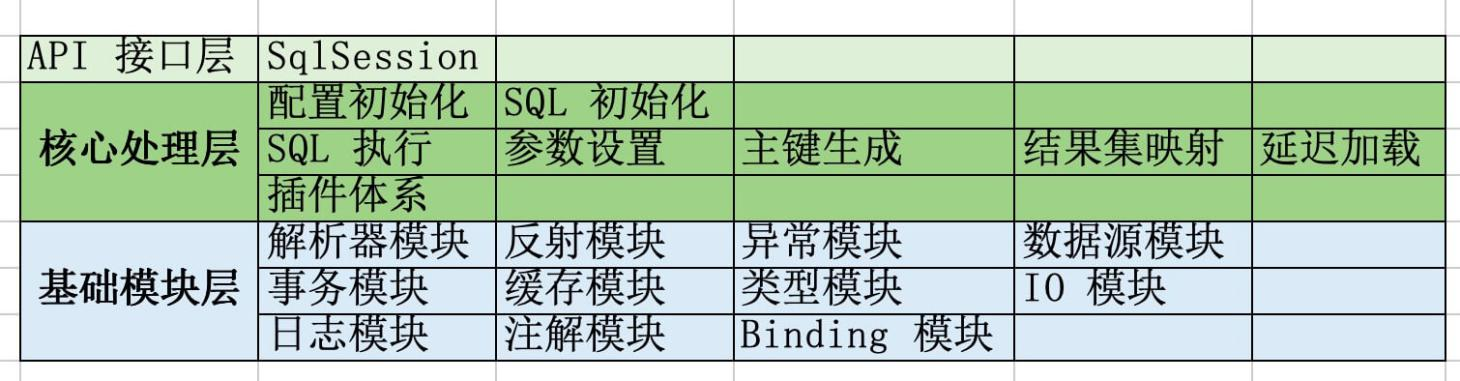 API 接口层 SqlSession
配置初始化 SQL 初始化
核心处理层 SQL 执行 参数设置 主键生成 结果集映射 延迟加载
插件体系
解析器模块 反射模块 异常模块 数据源模块
基础模块层 事务模块 缓存模块 类型模块 IO 模块
日志模块 注解模块 Binding 模块